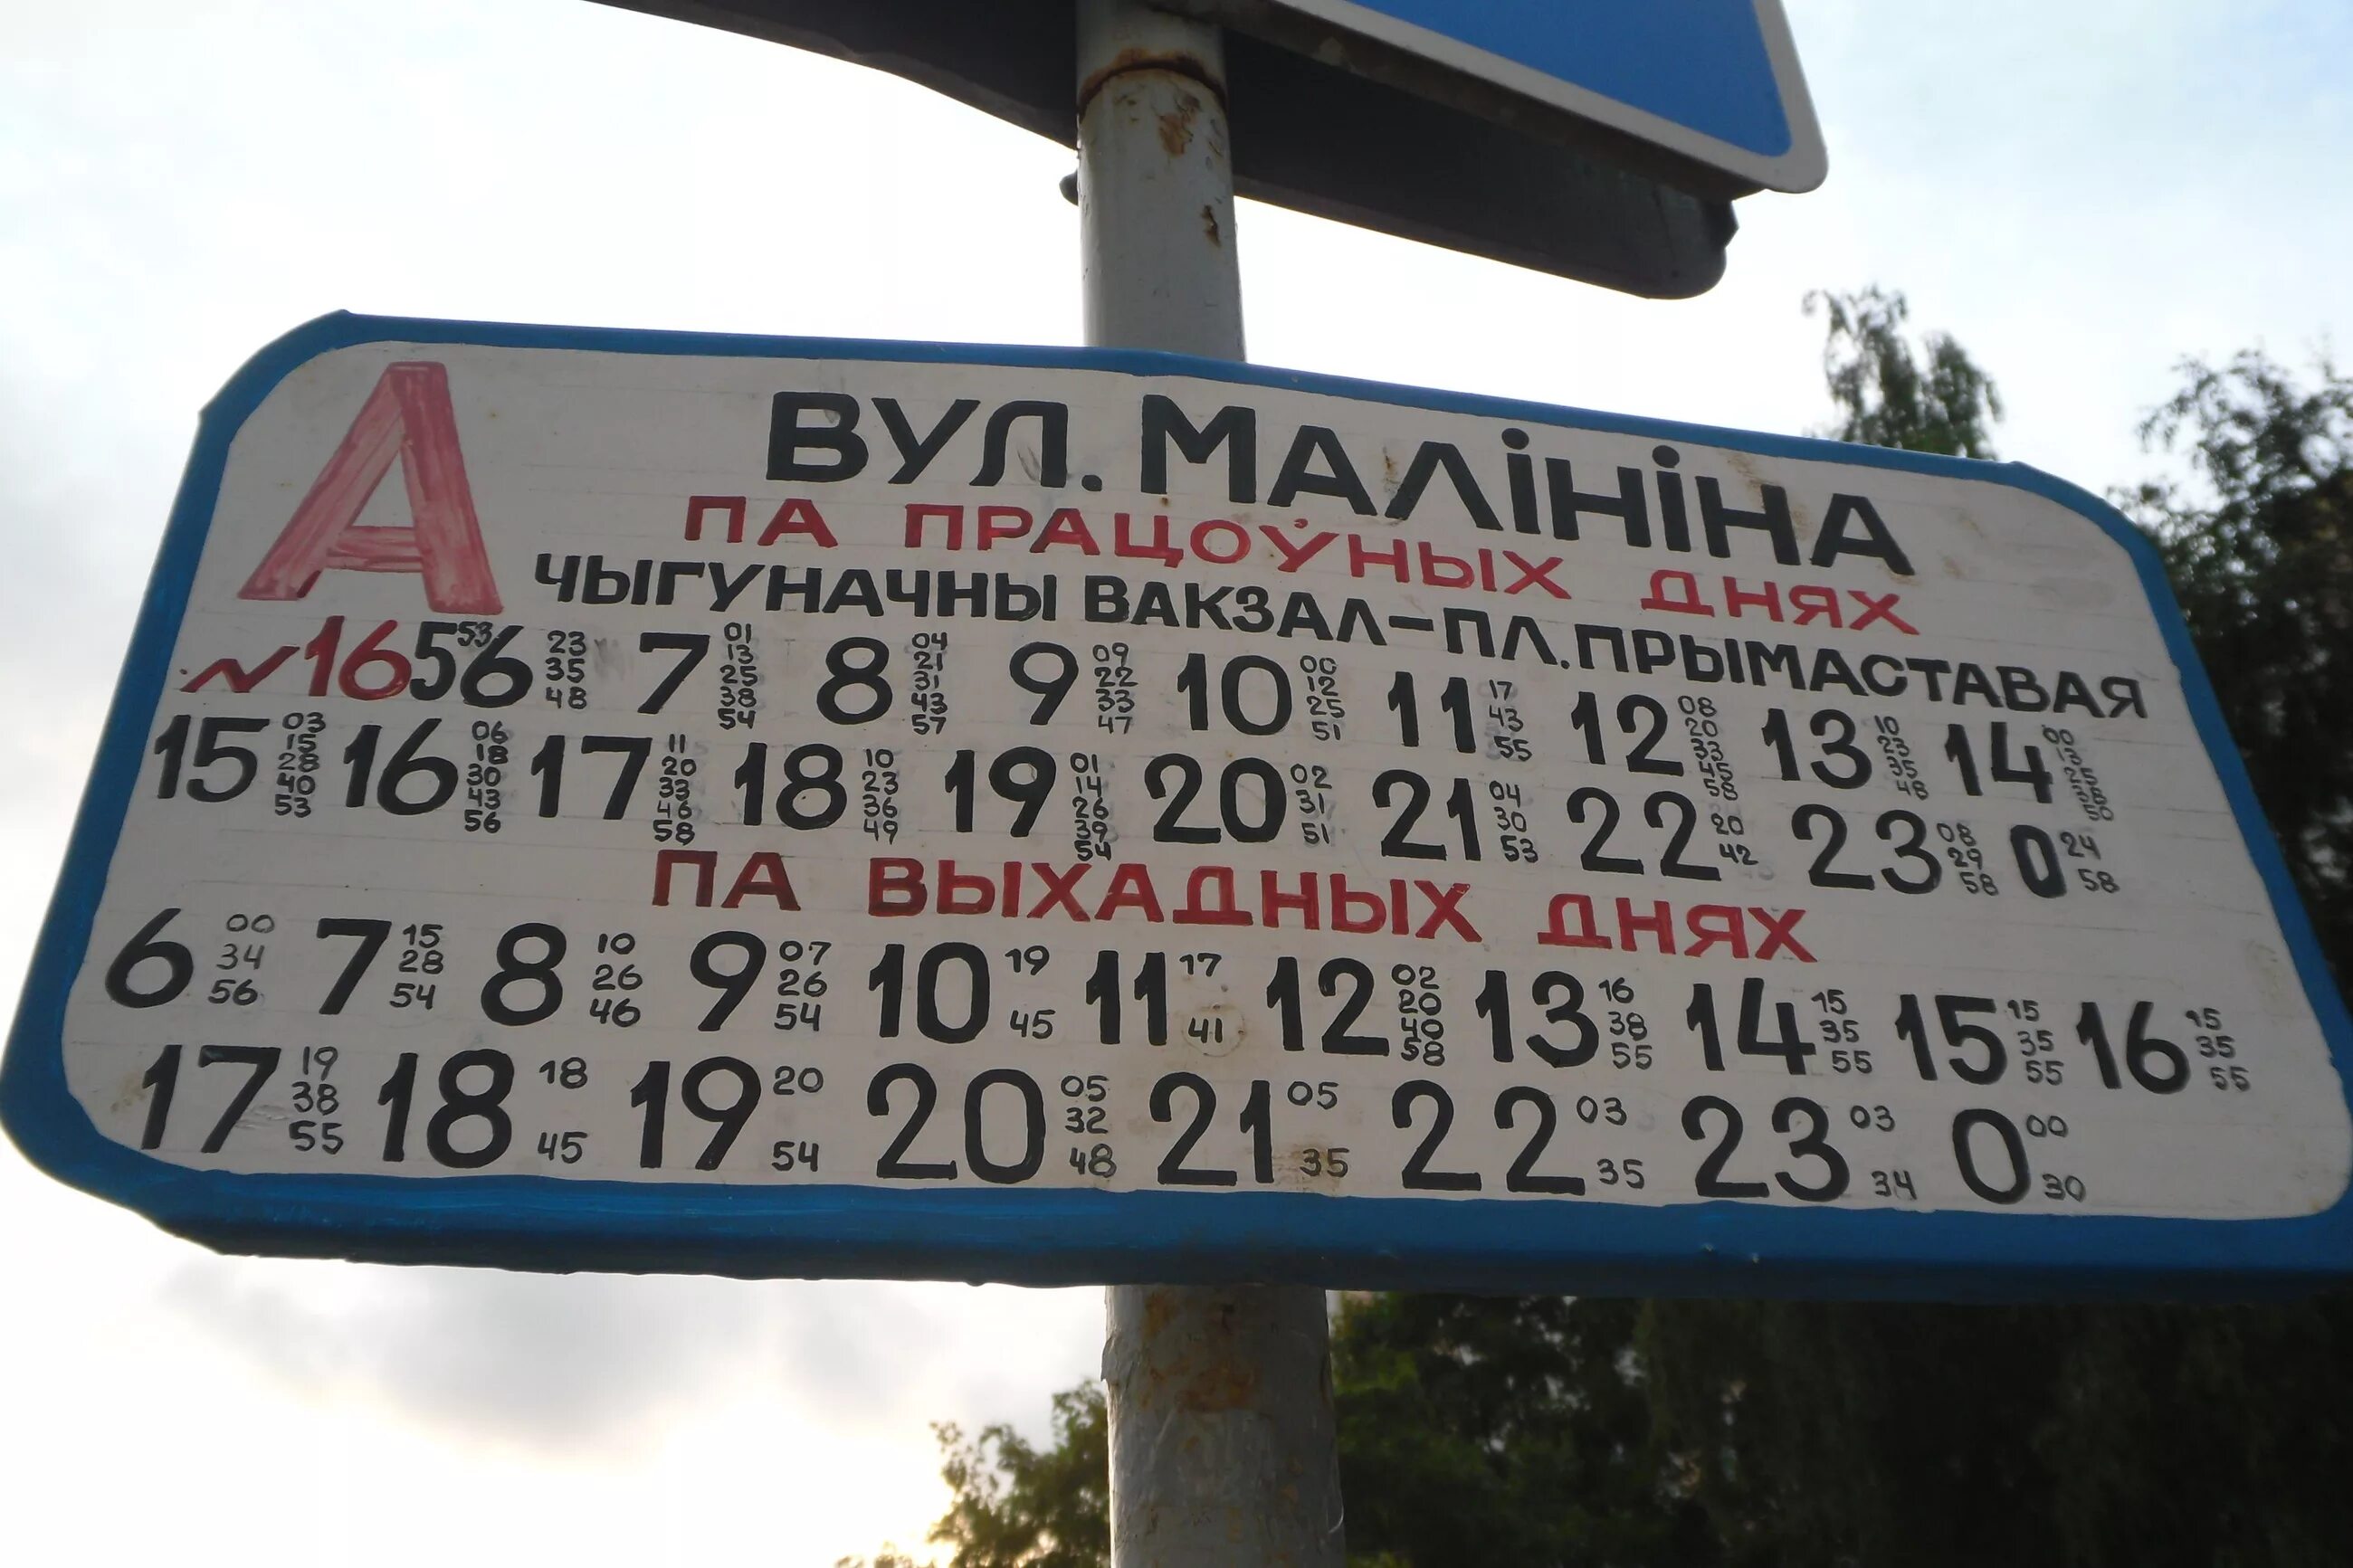 А ВУЛ. МАЛІНІНА
ПА ПРАЦОЎНЫХ ДНЯХ
ЧЫГУНАЧНЫ ВАКЗАЛ-ПЛ. ПРЫМАСТАВАЯ
N16 5 53 6 23 35 48 7 01 13 25 38 54 8 04 21 31 43 57 9 09 22 33 47 10 00 12 25 51 11 17 43 55 12 08 20 33 45 58 13 10 23 35 48 14 00 13 25 38 50
15 03 15 28 40 53 16 06 18 30 43 56 17 11 20 33 46 58 18 10 23 36 49 19 01 14 26 39 54 20 02 31 51 21 04 30 53 22 20 42 23 08 29 58 0 24 58
ПА ВЫХАДНЫХ ДНЯХ
6 00 34 56 7 15 28 54 8 10 26 46 9 07 26 54 10 19 45 11 17 41 12 02 20 40 58 13 16 38 55 14 15 35 55 15 15 35 55 16 15 35 55
17 19 38 55 18 18 45 19 20 54 20 05 32 48 21 05 35 22 03 35 23 03 34 0 00 30